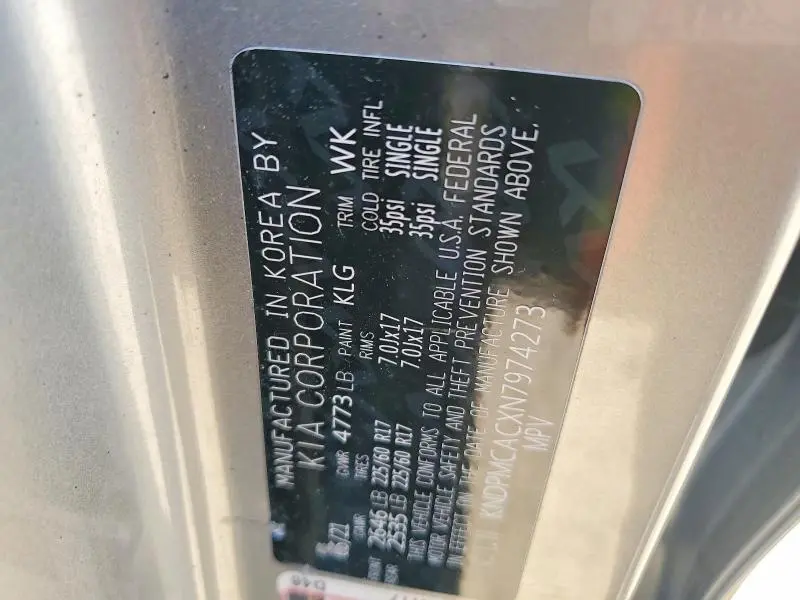 MANUFACTURED IN KOREA BY
KIA CORPORATION
GVWR 4773 LB PAINT KLG TRIM WK
GAWR TIRES RIMS COLD TIRE INFL
2646 LB 225/60 R17 7.0Jx17 35psi SINGLE
2535 LB 225/60 R17 7.0Jx17 35psi SINGLE
THIS VEHICLE CONFORMS TO ALL APPLICABLE U.S.A. FEDERAL
MOTOR VEHICLE SAFETY AND THEFT PREVENTION STANDARDS
IN EFFECT ON THE DATE OF MANUFACTURE SHOWN ABOVE.
KNDPMCACXN7974273
MPV
D46